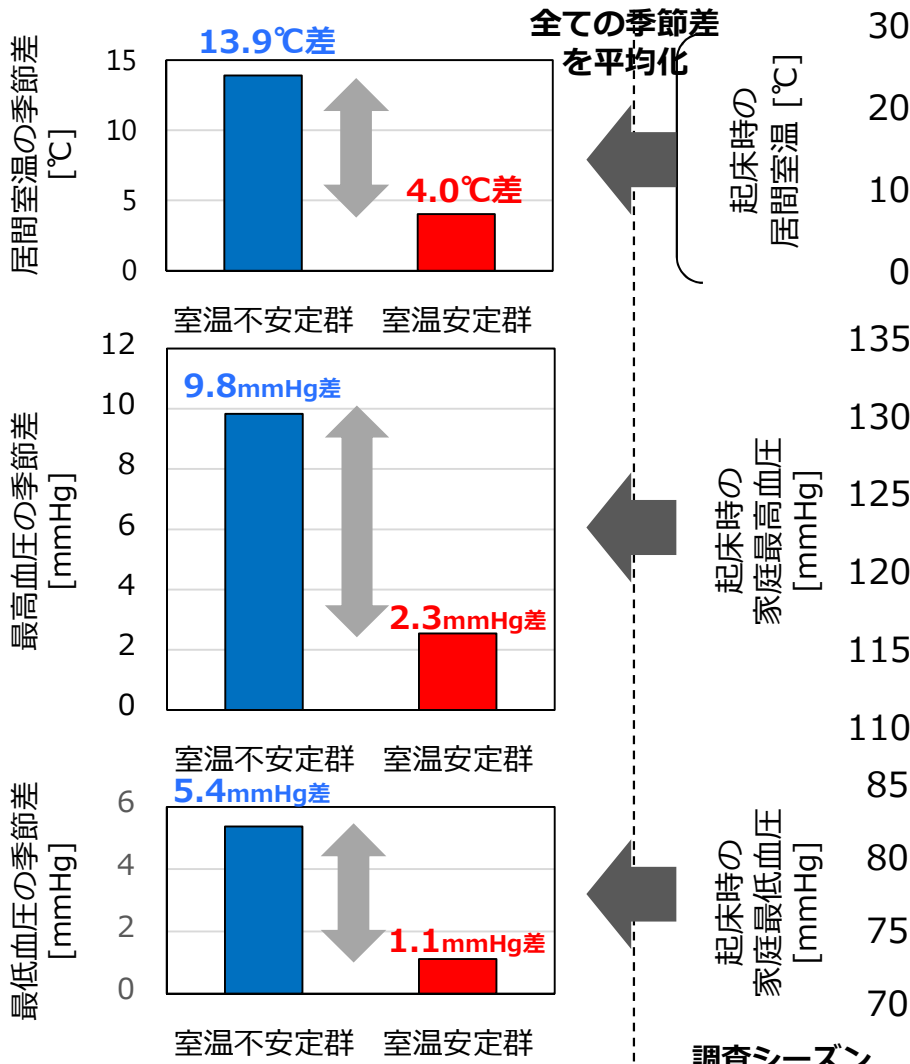 全ての季節差
を平均化
居間室温の季節差
[℃]
15
10
5
0
13.9℃差
4.0℃差
室温不安定群 室温安定群
起床時の
居間室温 [℃]
30
20
10
0
最高血圧の季節差
[mmHg]
12
10
8
6
4
2
0
9.8mmHg差
2.3mmHg差
室温不安定群 室温安定群
起床時の
家庭最高血圧
[mmHg]
135
130
125
120
115
110
最低血圧の季節差
[mmHg]
6
4
2
0
5.4mmHg差
1.1mmHg差
室温不安定群 室温安定群
起床時の
家庭最低血圧
[mmHg]
85
80
75
70
調査シーズン